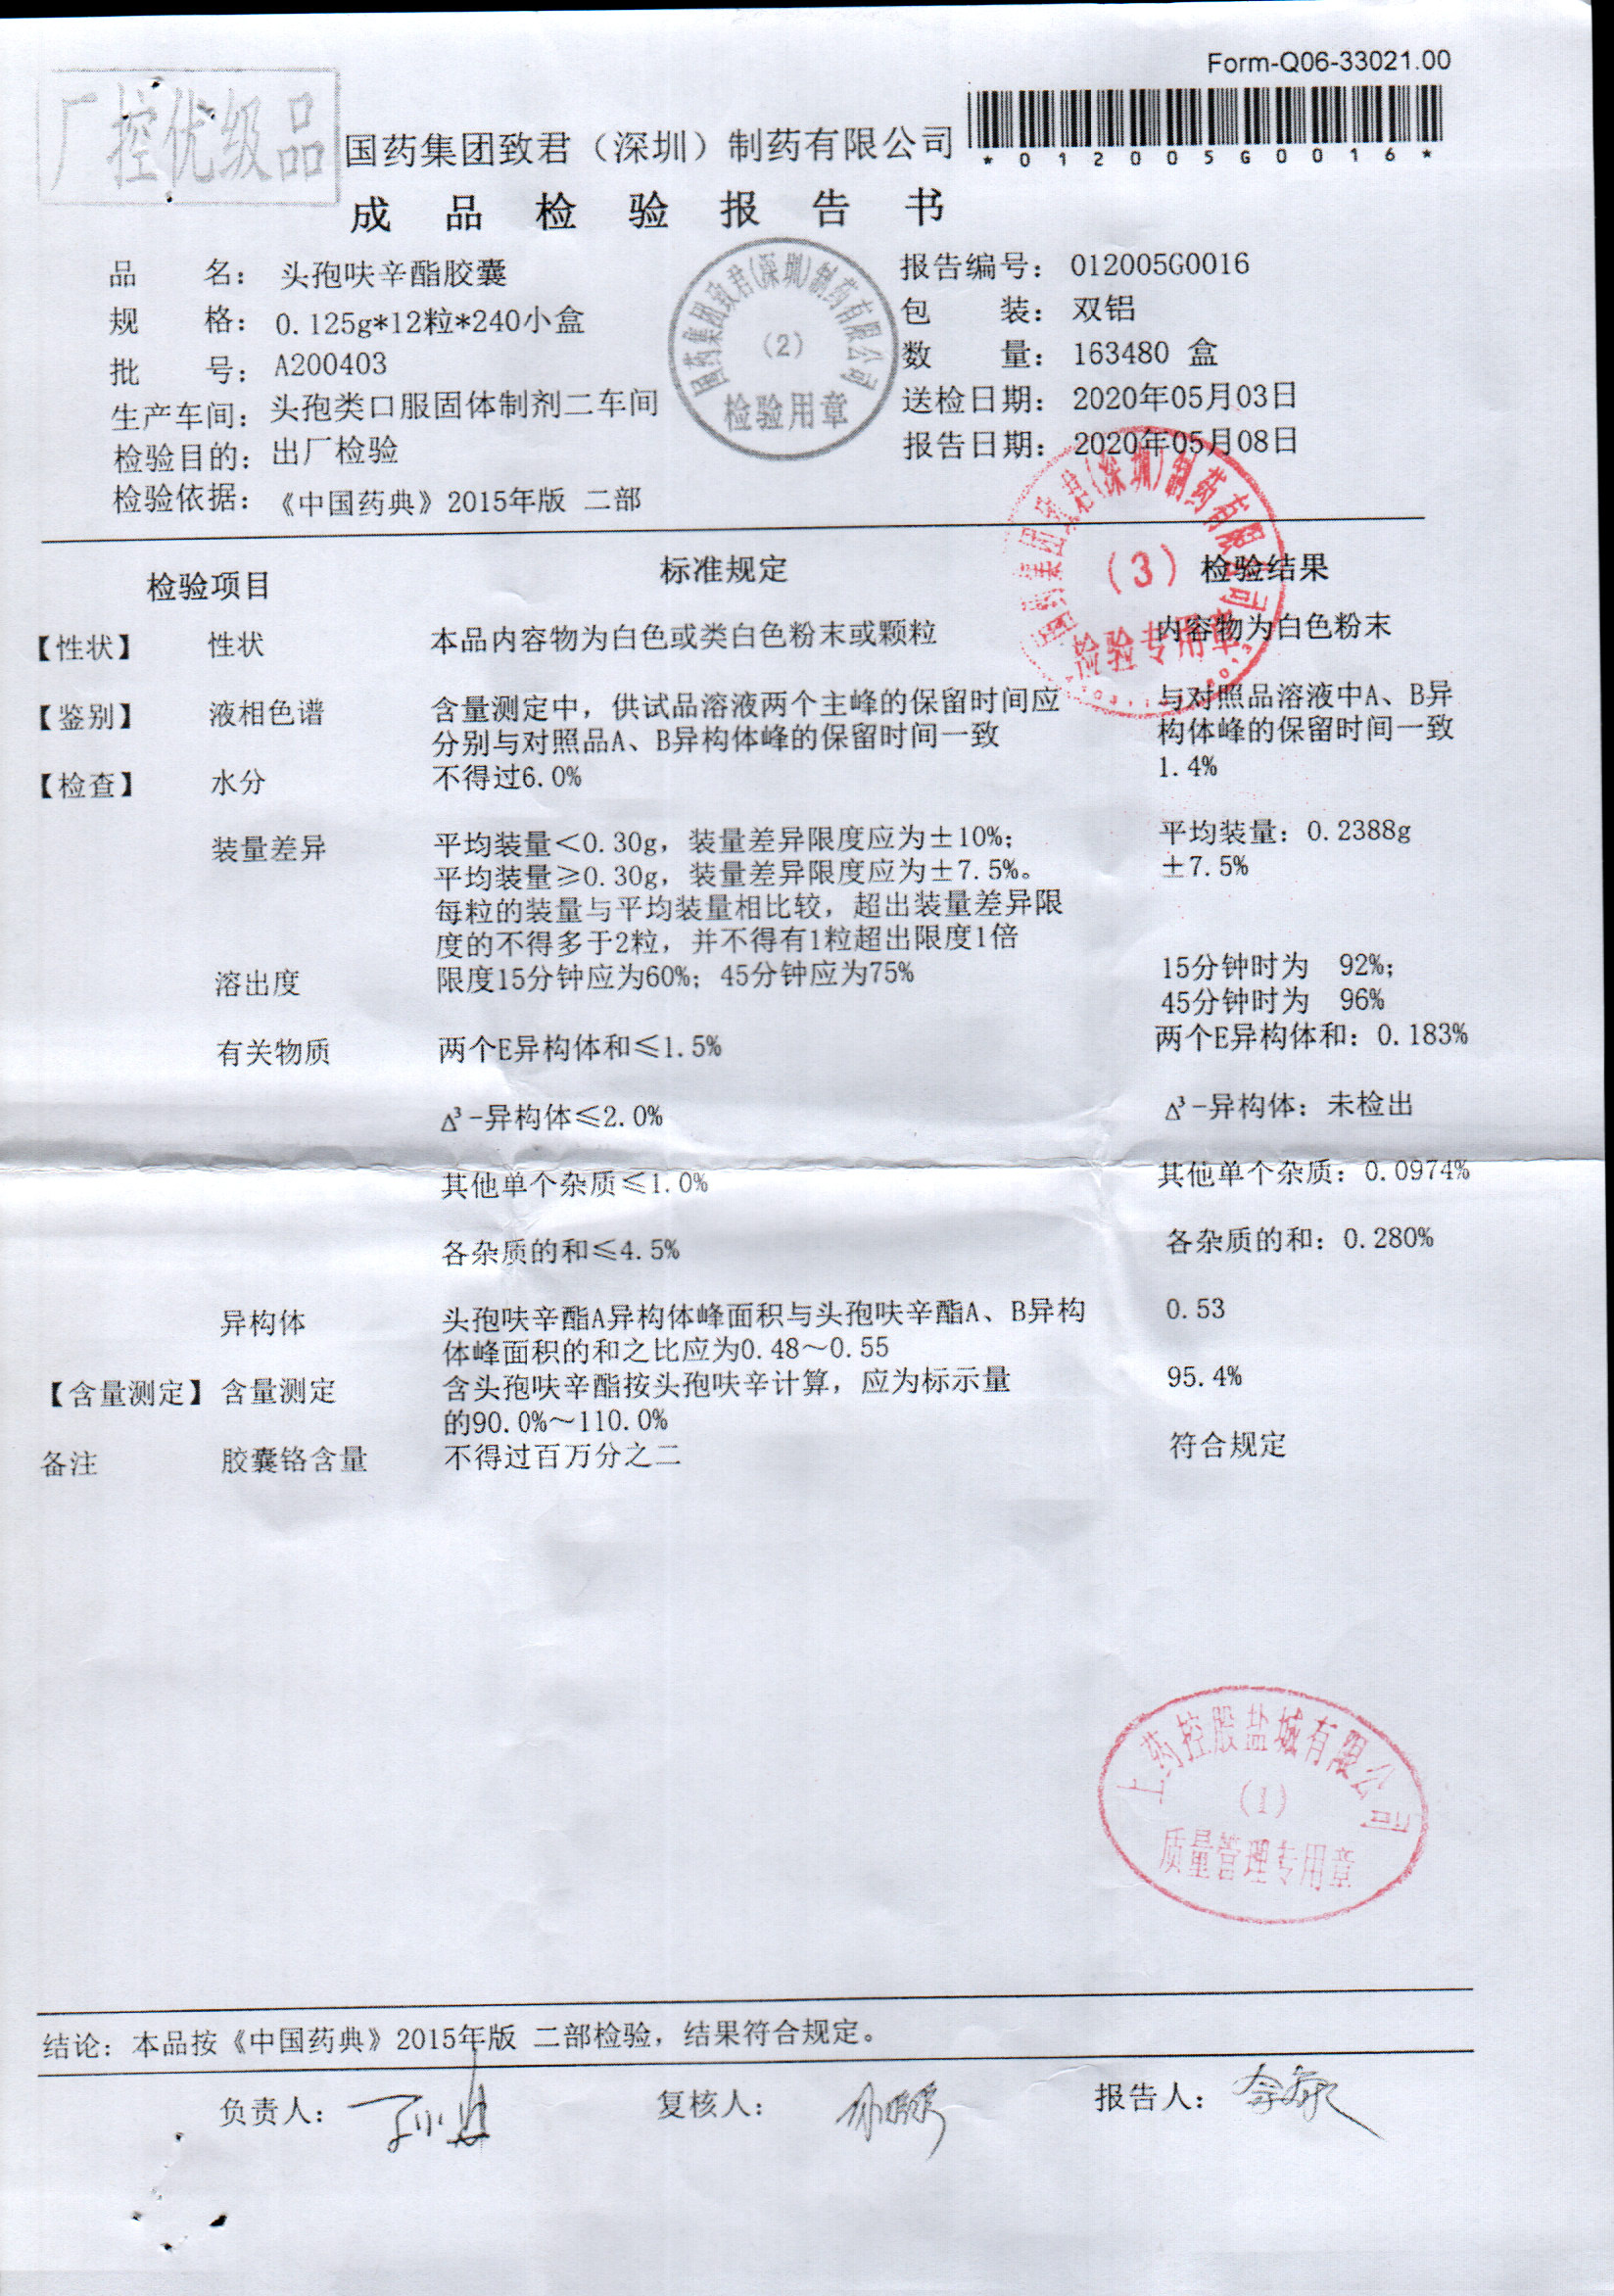 Form-Q06-33021.00
厂控优级品
*012005G0016*
国药集团致君（深圳）制药有限公司
成品检验报告书
品名： 头孢呋辛酯胶囊
报告编号： 012005G0016
规格： 0.125g*12粒*240小盒
包装： 双铝
批号： A200403
数量： 163480 盒
生产车间： 头孢类口服固体制剂二车间
送检日期： 2020年05月03日
检验目的： 出厂检验
报告日期： 2020年05月08日
检验依据： 《中国药典》2015年版 二部
国药集团致君(深圳)制药有限公司
（2）
检验用章
国药集团致君(深圳)制药有限公司
（3）
检验专用章
检验项目 标准规定 检验结果
【性状】 性状 本品内容物为白色或类白色粉末或颗粒 内容物为白色粉末
【鉴别】 液相色谱 含量测定中，供试品溶液两个主峰的保留时间应 与对照品溶液中A、B异
分别与对照品A、B异构体峰的保留时间一致 构体峰的保留时间一致
【检查】 水分 不得过6.0% 1.4%
装量差异 平均装量＜0.30g，装量差异限度应为±10%； 平均装量：0.2388g
平均装量≥0.30g，装量差异限度应为±7.5%。 ±7.5%
每粒的装量与平均装量相比较，超出装量差异限
度的不得多于2粒，并不得有1粒超出限度1倍
溶出度 限度15分钟应为60%；45分钟应为75% 15分钟时为 92%；
45分钟时为 96%
有关物质 两个E异构体和≤1.5% 两个E异构体和：0.183%
Δ³-异构体≤2.0% Δ³-异构体：未检出
其他单个杂质≤1.0% 其他单个杂质：0.0974%
各杂质的和≤4.5% 各杂质的和：0.280%
异构体 头孢呋辛酯A异构体峰面积与头孢呋辛酯A、B异构 0.53
体峰面积的和之比应为0.48～0.55
【含量测定】 含量测定 含头孢呋辛酯按头孢呋辛计算，应为标示量 95.4%
的90.0%～110.0%
备注 胶囊铬含量 不得过百万分之二 符合规定
上药控股盐城有限公司
（1）
质量管理专用章
结论：本品按《中国药典》2015年版 二部检验，结果符合规定。
负责人： 复核人： 报告人：